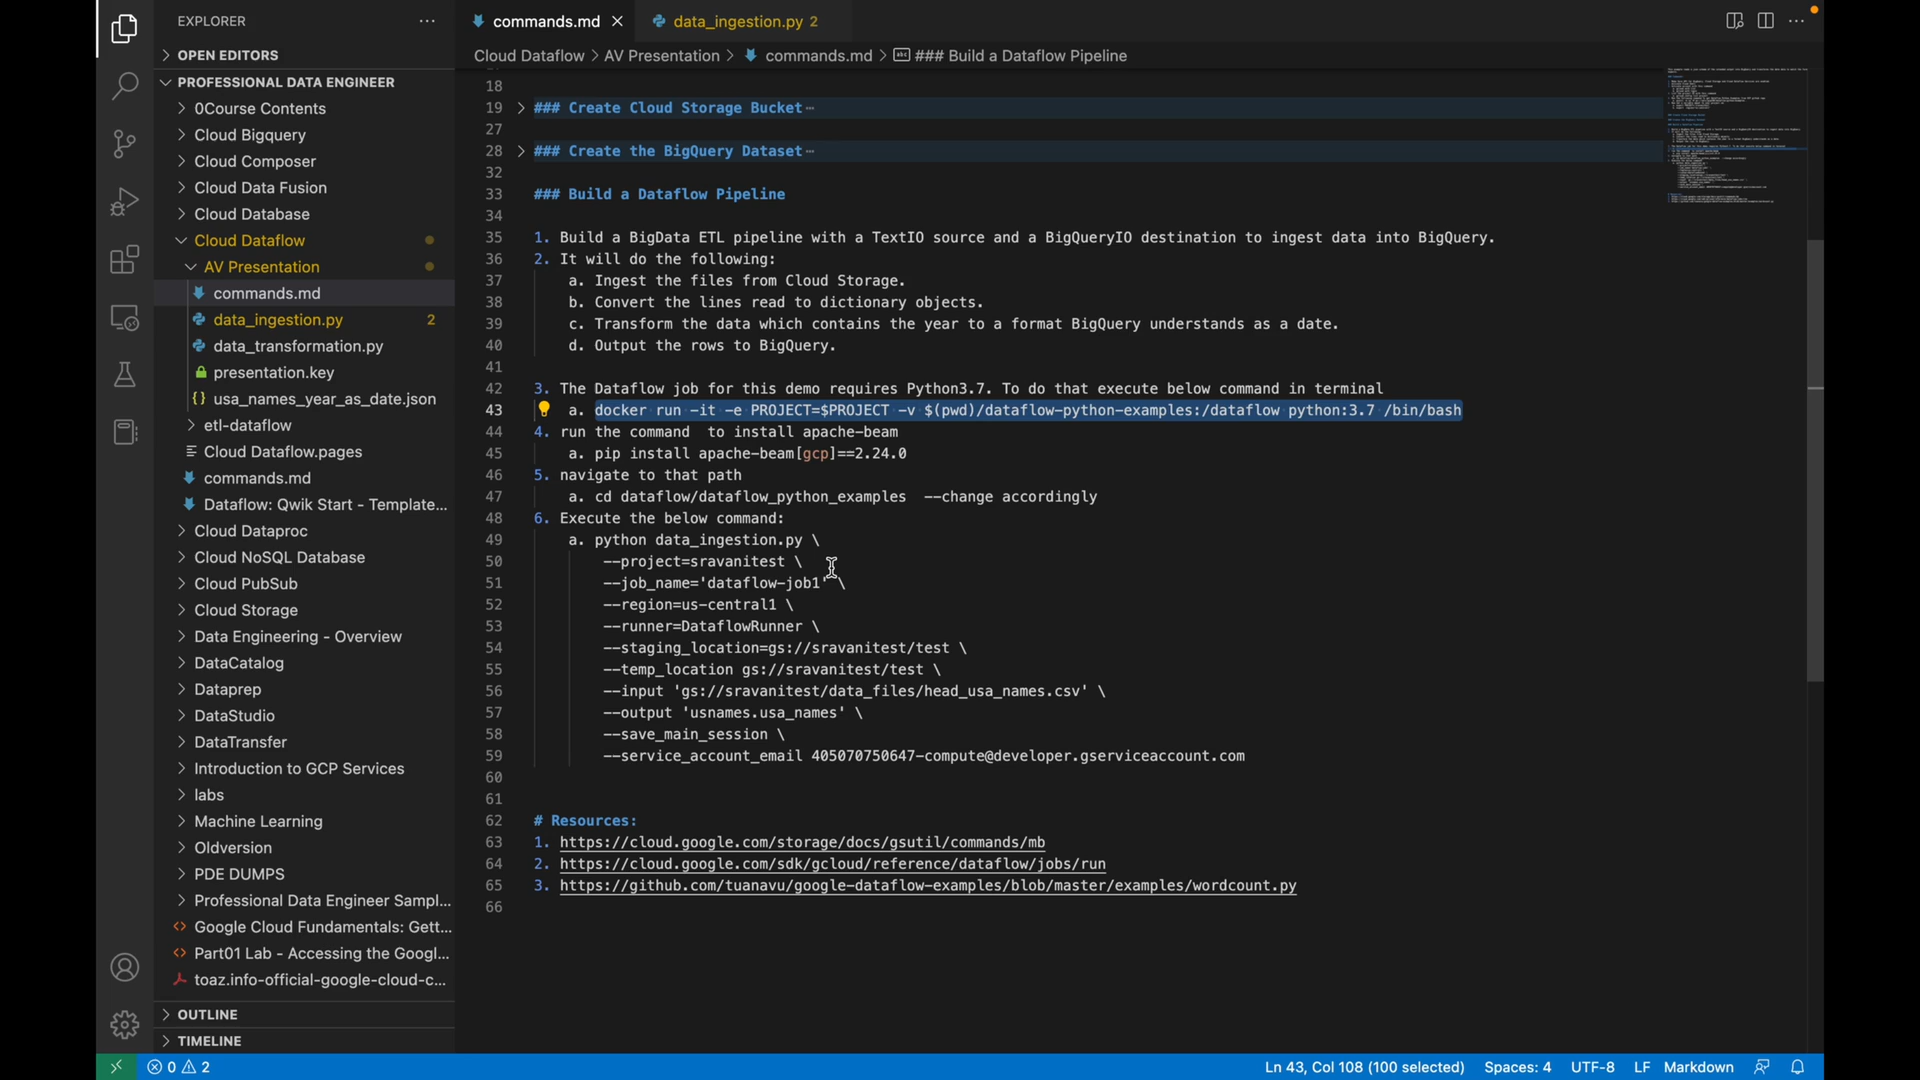 EXPLORER
OPEN EDITORS
PROFESSIONAL DATA ENGINEER
0Course Contents
Cloud Bigquery
Cloud Composer
Cloud Data Fusion
Cloud Database
Cloud Dataflow
AV Presentation
commands.md
data_ingestion.py 2
data_transformation.py
presentation.key
usa_names_year_as_date.json
etl-dataflow
Cloud Dataflow.pages
commands.md
Dataflow: Qwik Start - Template...
Cloud Dataproc
Cloud NoSQL Database
Cloud PubSub
Cloud Storage
Data Engineering - Overview
DataCatalog
Dataprep
DataStudio
DataTransfer
Introduction to GCP Services
labs
Machine Learning
Oldversion
PDE DUMPS
Professional Data Engineer Sampl...
Google Cloud Fundamentals: Gett...
Part01 Lab - Accessing the Googl...
toaz.info-official-google-cloud-c...
OUTLINE
TIMELINE
commands.md data_ingestion.py 2
Cloud Dataflow > AV Presentation > commands.md > ### Build a Dataflow Pipeline
18
19 ### Create Cloud Storage Bucket
27
28 ### Create the BigQuery Dataset
32
33 ### Build a Dataflow Pipeline
34
35 1. Build a BigData ETL pipeline with a TextIO source and a BigQueryIO destination to ingest data into BigQuery.
36 2. It will do the following:
37 a. Ingest the files from Cloud Storage.
38 b. Convert the lines read to dictionary objects.
39 c. Transform the data which contains the year to a format BigQuery understands as a date.
40 d. Output the rows to BigQuery.
41
42 3. The Dataflow job for this demo requires Python3.7. To do that execute below command in terminal
43 a. docker run -it -e PROJECT=$PROJECT -v $(pwd)/dataflow-python-examples:/dataflow python:3.7 /bin/bash
44 4. run the command to install apache-beam
45 a. pip install apache-beam[gcp]==2.24.0
46 5. navigate to that path
47 a. cd dataflow/dataflow_python_examples --change accordingly
48 6. Execute the below command:
49 a. python data_ingestion.py \
50 --project=sravanitest \
51 --job_name='dataflow-job1' \
52 --region=us-central1 \
53 --runner=DataflowRunner \
54 --staging_location=gs://sravanitest/test \
55 --temp_location gs://sravanitest/test \
56 --input 'gs://sravanitest/data_files/head_usa_names.csv' \
57 --output 'usnames.usa_names' \
58 --save_main_session \
59 --service_account_email 405070750647-compute@developer.gserviceaccount.com
60
61
62 # Resources:
63 1. https://cloud.google.com/storage/docs/gsutil/commands/mb
64 2. https://cloud.google.com/sdk/gcloud/reference/dataflow/jobs/run
65 3. https://github.com/tuanavu/google-dataflow-examples/blob/master/examples/wordcount.py
66
0 2 Ln 43, Col 108 (100 selected) Spaces: 4 UTF-8 LF Markdown